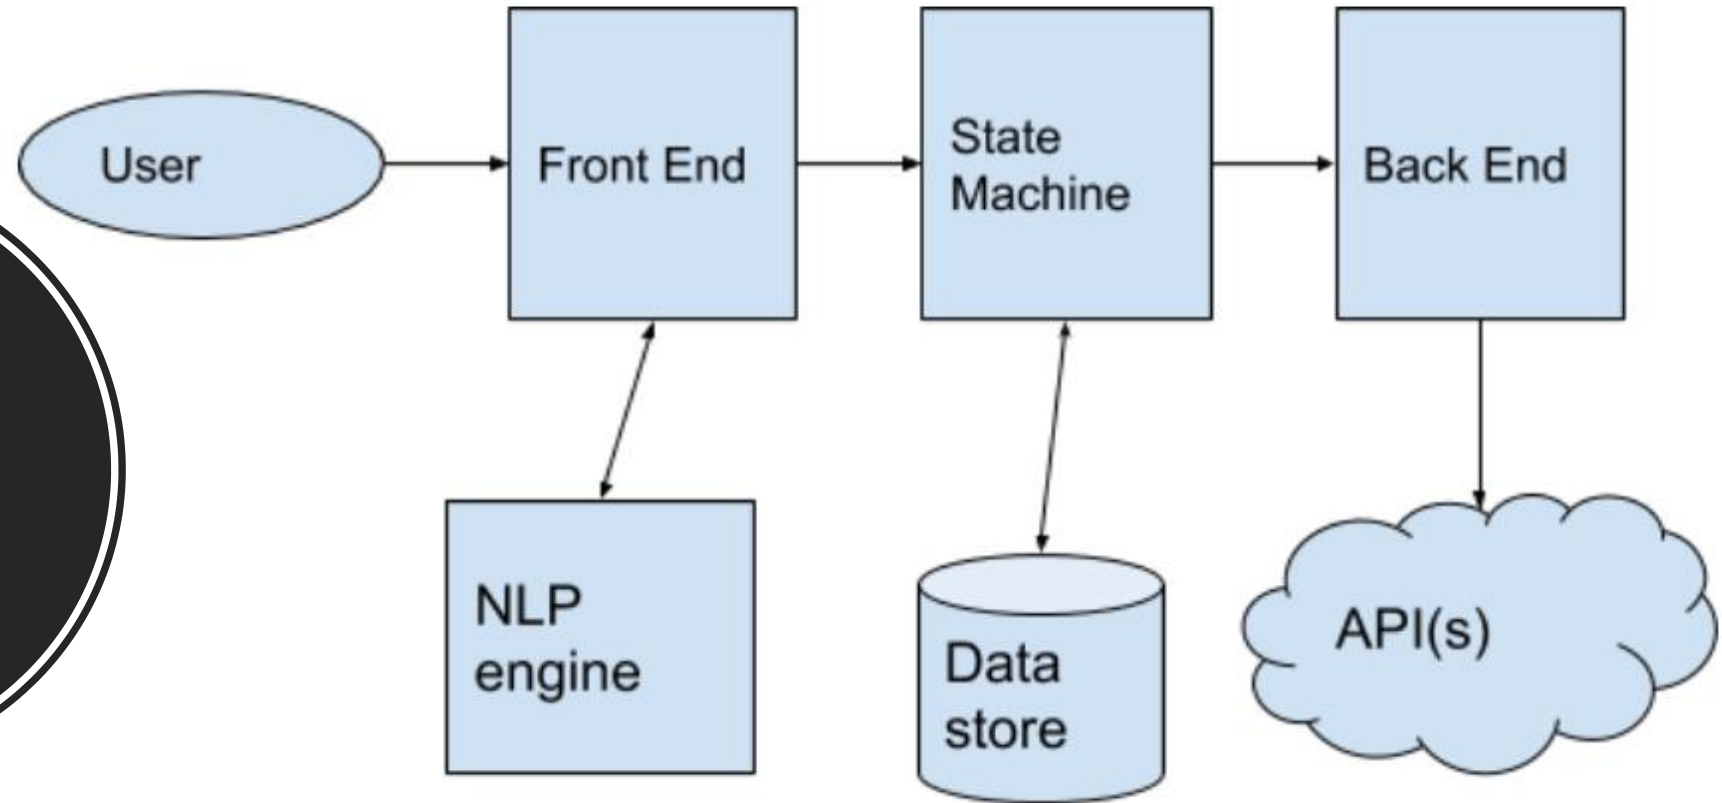 User
Front End
State
Machine
Back End
NLP
engine
Data
store
API(s)